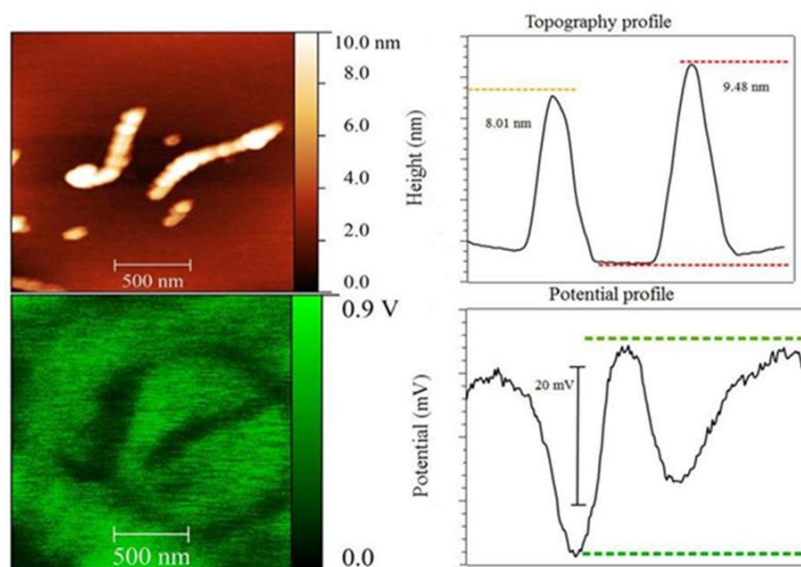 10.0 nm
8.0
6.0
4.0
2.0
0.0
500 nm
Topography profile
Height (nm)
8.01 nm
9.48 nm
0.9 V
0.0
500 nm
Potential profile
Potential (mV)
20 mV